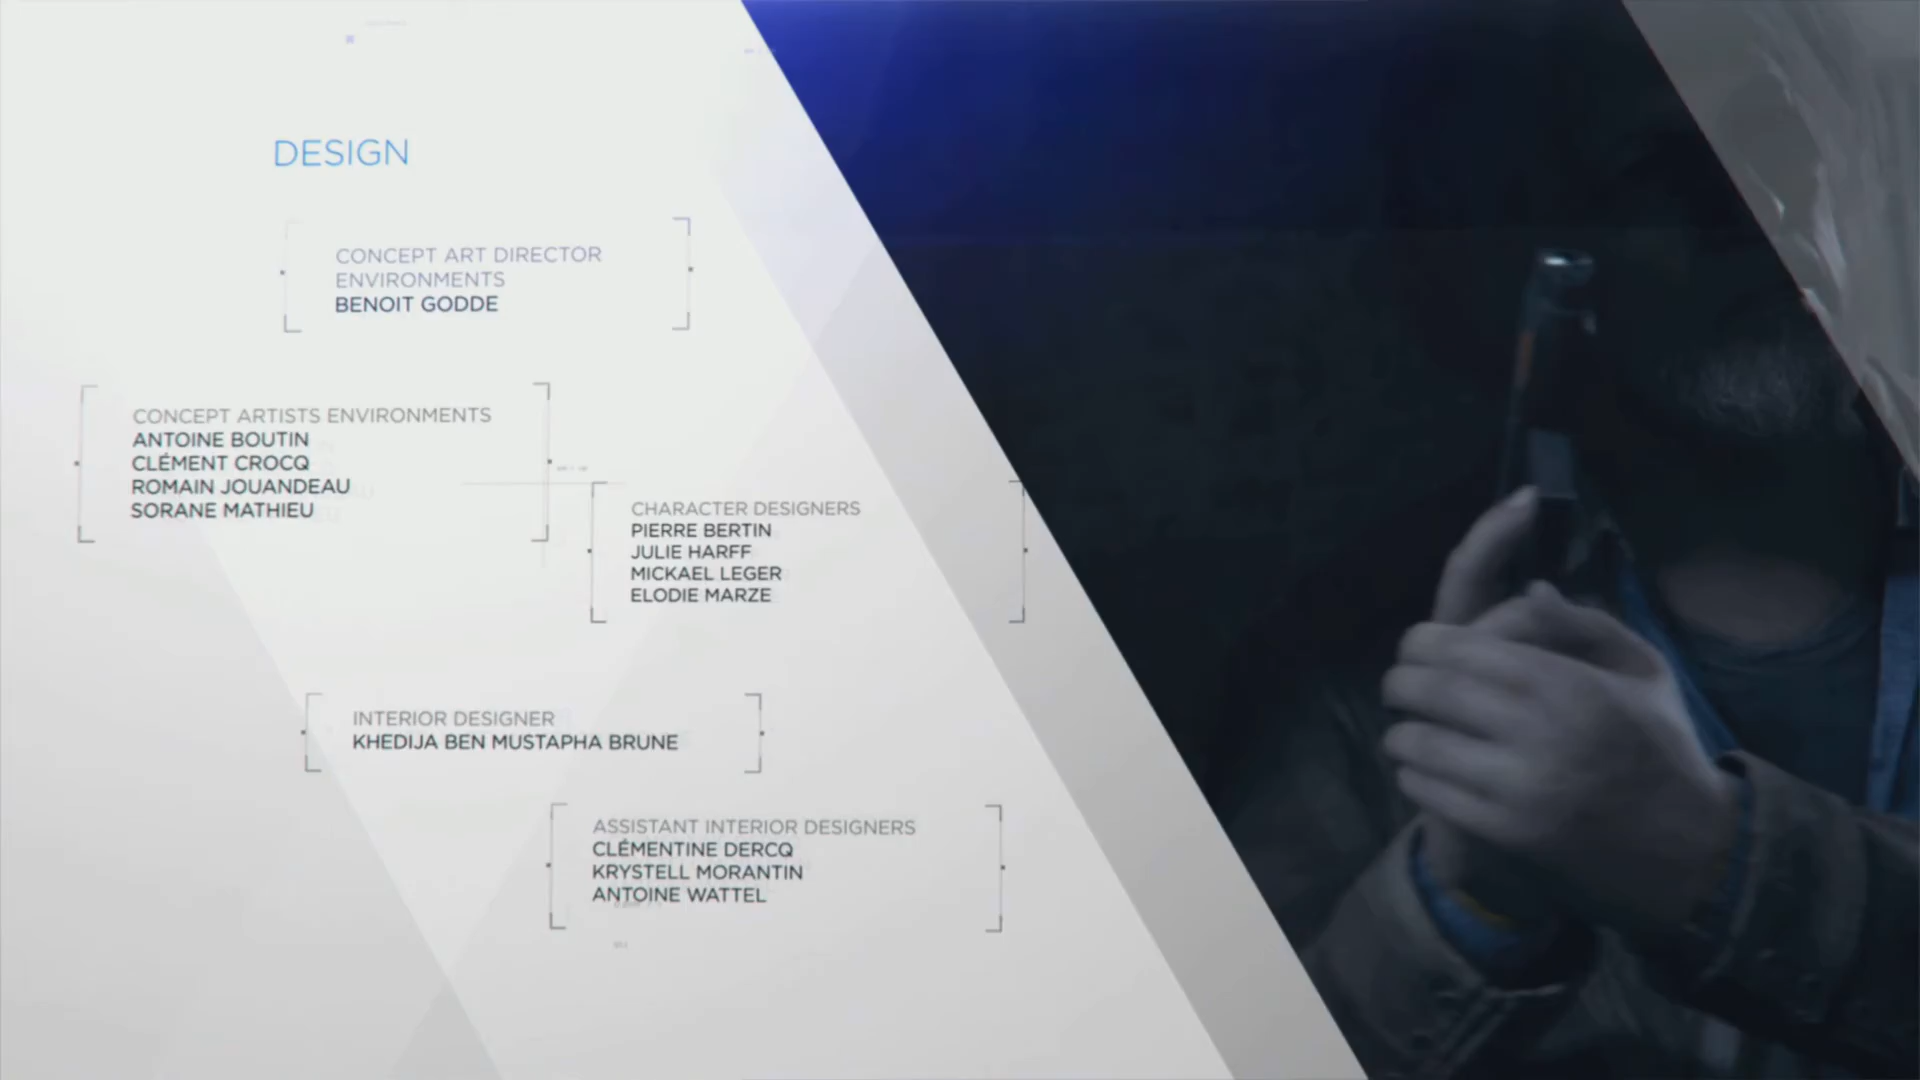 DESIGN
CONCEPT ART DIRECTOR
ENVIRONMENTS
BENOIT GODDE
CONCEPT ARTISTS ENVIRONMENTS
ANTOINE BOUTIN
CLÉMENT CROCQ
ROMAIN JOUANDEAU
SORANE MATHIEU
CHARACTER DESIGNERS
PIERRE BERTIN
JULIE HARFF
MICKAEL LEGER
ELODIE MARZE
INTERIOR DESIGNER
KHEDIJA BEN MUSTAPHA BRUNE
ASSISTANT INTERIOR DESIGNERS
CLÉMENTINE DERCQ
KRYSTELL MORANTIN
ANTOINE WATTEL